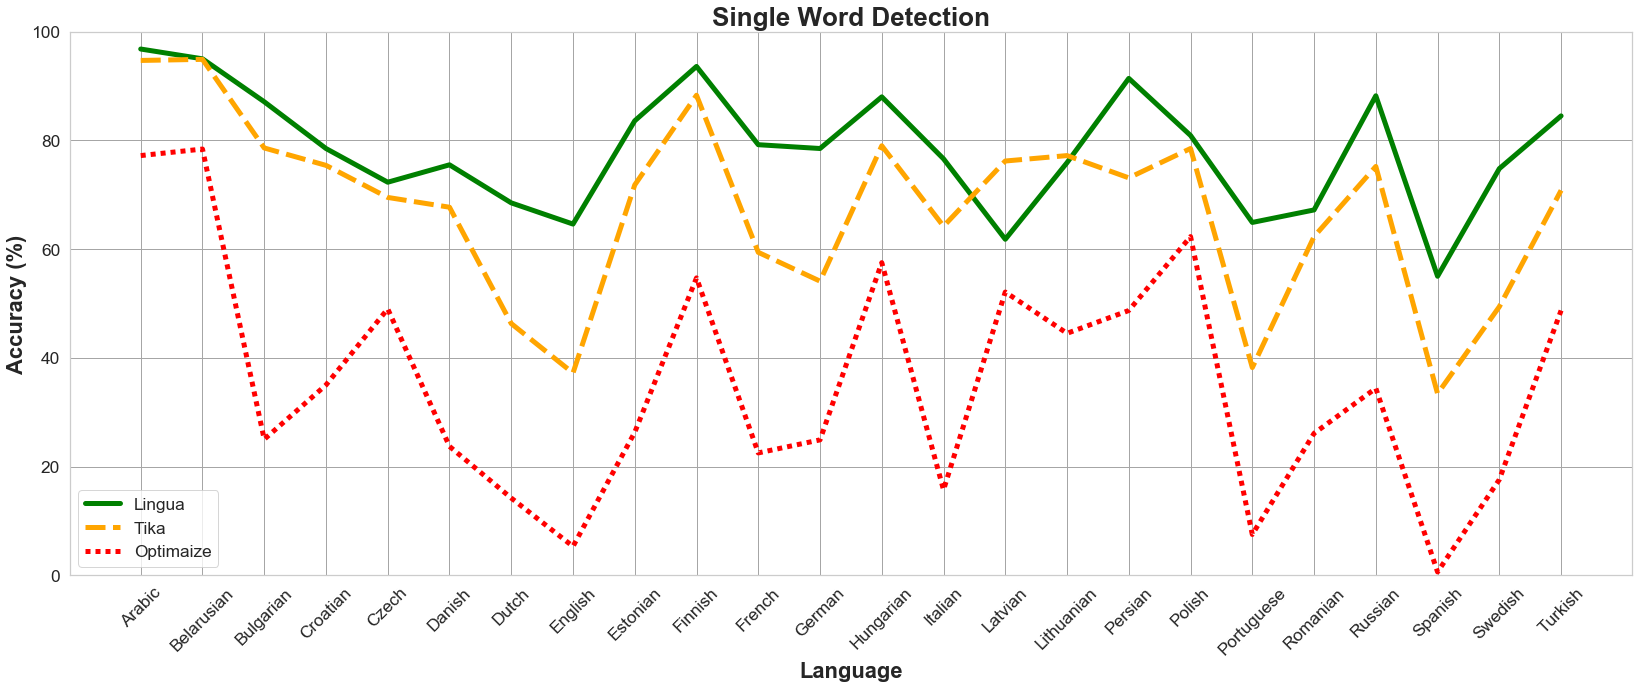 Single Word Detection
Accuracy (%)
100
80
60
40
20
0
Lingua
Tika
Optimaize
Arabic
Belarusian
Bulgarian
Croatian
Czech
Danish
Dutch
English
Estonian
Finnish
French
German
Hungarian
Italian
Latvian
Lithuanian
Persian
Polish
Portuguese
Romanian
Russian
Spanish
Swedish
Turkish
Language